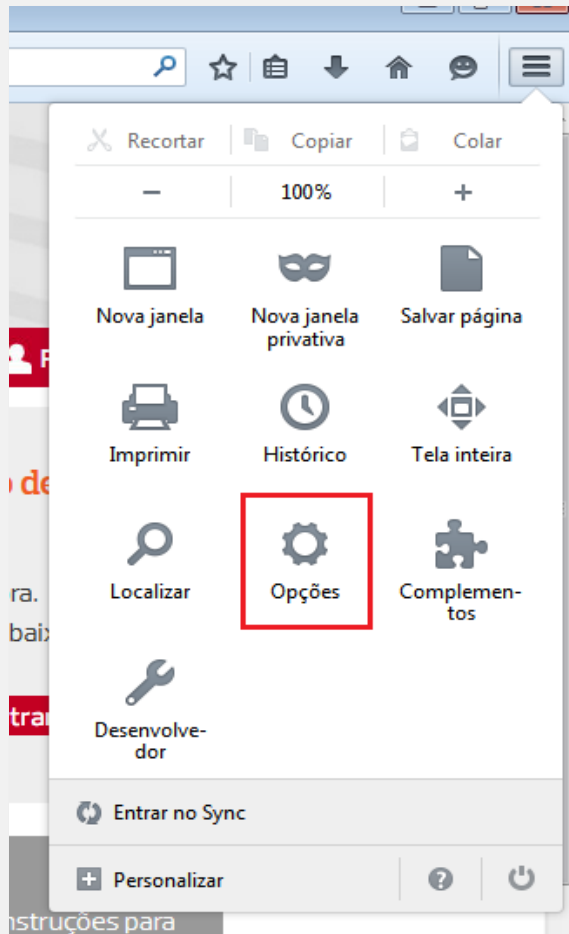 Recortar Copiar Colar
− 100% +
Nova janela Nova janela privativa Salvar página
Imprimir Histórico Tela inteira
de
Localizar Opções Complemen-
tos
ra.
baix
Desenvolve-
dor
Entrar no Sync
Personalizar
nstruções para